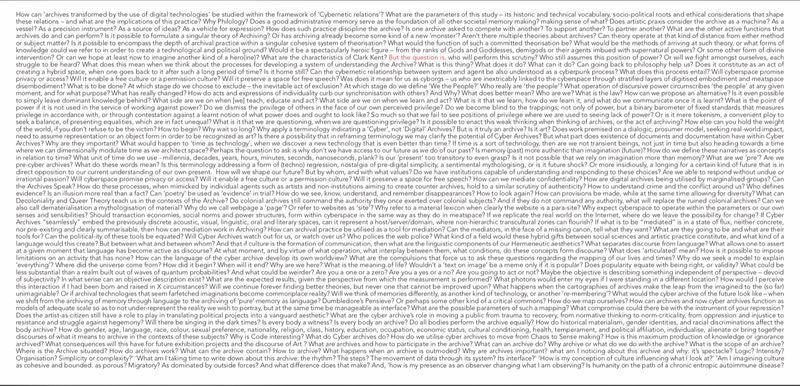 How can 'archives transformed by the use of digital technologies' be studied within the framework of 'Cybernetic relations'? What are the parameters of this study – its historic and technical vocabulary, socio-political roots and ethical considerations that shape
these relations – and what are the implications of this practice? Why Philology? Does good administrative memory serve as the foundation of all other societal memory making? making sense of what? Does artistic praxis consider the archive as a machine? As a
vessel? As a precision instrument? As a source of ideas? As a vehicle for expression? How does such practice discipline the archive? Is one archive asked to compete with another? To support another? To partner another? What are the other active functions that
archives do and can perform? Is it possible to formulate a singular theory of Archiving? Or has archiving already become some kind of a new 'monster'? Aren't there multiple theories about archives? Can theory operate at that kind of distance from either method
or subject matter? Is it possible to encompass the depth of archival practice within a singular cohesive system of theorisation? What would the function of such a committed theorisation be? What would be the methods of arriving at such theory, or what forms of
knowledge could we refer to in order to create a technological and political ground? Would it be a spectacularly heroic figure – from the ranks of Gods and Goddesses, demigods or their agents imbued with supernatural powers? Or some other form of divine
intervention? Or can we hope at least now to imagine another kind of hero(ine)? What are the characteristics of Clark Kent? But the question is, who will perform this scrutiny? Who still assumes this position of power? Or will we fight amongst ourselves, each
struggle to be heard? What does this mean when we think about the processes for developing a system of understanding the archive? What is this thing? What does it do? What can it do? Can going back to philosophy help us? Does it constitute as an act of
creating a hybrid space, when one goes back to it after such a long period of time? Is it home still? Can the cybernetic relationship between system and agent also be understood as a cyberpunk process? What does this process entail? Will cyberspace promise
privacy or access? Will it enable a free culture or a permission culture? Will it preserve a space for free speech? What does it mean for us as cyborgs – us who are inextricably linked to the cyberspace through stratified layers of digitised embodiment and metaspace
disembodiment? What is to be done? At which stage do we choose to exclude – the inevitable act of exclusion? At which stage do we define 'We the People'? Who really are 'the people'? What operation of discursive power circumscribes 'the people' at any given
moment, and for what purpose? What has really changed? How do acts and expressions of individuality curb our synchronisation with others? And Why? What does better mean? Who are we? What is the law? How can we propose an alternative? Is it even possible
to simply leave dominant knowledge behind? What side are we on when [we] teach, educate and act? What side are we on when we learn and act? What is it that we learn, how do we learn it, and what do we communicate once it is learnt? What is the point of
power if it is not used in the service of working against power? Do we dismiss the privilege of others in the face of our own perceived privilege? Do we become blind to the trappings; not only of power, but a binary barometer of fixed standards that measures
privilege in accordance with, or through contestation against a learnt notion of what power does and ought to look like? So much so that we fail to see positions of privilege where we are used to seeing lack of power? Or, is it mere tokenism, a convenient ploy to
seek a balance, of presenting equalities, which are in fact unequal? What is it that we are questioning, when we are questioning privilege? Is it possible to enact this weak thinking without the archives, or the act of archiving? How else can you hold the weight
of the world, if you don't refuse to be the victim? How to begin? Why wait so long? Why apply a terminology indicating a 'Cyber', not 'Digital' Archives? But is it truly an archive? Is it art? Does work premised on a dialogic, prosumer model, seeking real-world impact,
need to assume representation or an object form in order to be recognized as art? Is there a possibility that in reframing terminology we may clarify the potential of Cyber Archives? But what part does existence of documents and documentation have within Cyber
Archives? Why are they important? What would happen to 'time as technology', when we discover a new technology that is even better than time? If time is a sort of technology, then are we not transient beings, not just in time but also heading towards a time
where we can dimensionally modulate time as we architect space? Perhaps the question to ask is why don't we have access to our future as we do of our past? Is memory (past) more authentic than imagination (future)? How do we define these narratives as concepts
in relation to time? What unit of time do we use - millennia, decades, years, hours, minutes, seconds, nanoseconds, planck? Is our 'present' too transitory to even grasp? Is it not possible that we rely on imagination more than memory? What are we 'pre'? Are we
pre-cyber archives? What do these words mean? Is this terminology addressing a form of (techno) regression, nostalgia of pre-digital simplicity, a sentimental mythologising, or is it future shock? Or more insidiously, a longing for a certain kind of future that is in
direct opposition to our current understanding of our own present. How will we shape our future? But by whom, and with what values? Do we have institutions capable of understanding and responding to these choices? Are we able to respond without undue or
irrational passion? Will cyberspace promise privacy or access? Will it enable a free culture or a permission culture? Will it preserve a space for free speech? How can we mediate confidentiality? How are digital archives being utilised by marginalised groups? Can
the Archives Speak? How do these processes, when mimicked by individual agents such as artists and non-institutions aiming to create counter archives, hold to a similar scrutiny of authenticity? How to understand crime and the conflict around us? Who defines
evidence? Is an illusion more real than a fact? Can 'poetry' be used as 'evidence' in trial? How do we see, know, understand, and remember disappearances? How to look again? How can provisions be made, while at the same time allowing for diversity? What can
Decoloniality and Queer Theory teach us in the contexts of the Archive? Do colonial archives still command the authority they once exerted over colonial subjects? And if they do not command any authority, what will replace the ruined colonial archives? Can we
also call dematerialisation a mythologisation of material? Why do we call webpage a 'page'? Or refer to websites as 'site'? Why refer to a material lexicon when clearly the website is a para-site? Why expect cyberspace to operate within the parameters of our own
senses and sensibilities? Should transaction economies, social norms and power structures, form within cyberspace in the same way as they do in meatspace? If we replicate the real world on the Internet, where do we leave the possibility for change? If Cyber
Archives "seamlessly" embed the previously discrete acoustic, visual, linguistic, oral and literary spaces, can it represent a host/server/domain, where non-hierarchic transcultural zones can flourish? If what is to be "mediated" is in a state of flux, neither concrete,
nor pre-existing and clearly summarisable, then how can mediation work in Archiving? How can archival practice be utilised as a tool for mediation? Can the mediators, in the face of a missing canon, tell what they want? What are they going to be and what are their
tools for? Can the political-ity of these tools be equated? Will Cyber Archives watch out for us, or watch over us? Who polices the web police? What kind of a field would these hybrid gifts between social sciences and artistic practice constitute, and what kind of a
language would this create? But between what and between whom? And that if culture is the formation of communication, then what are the linguistic components of our Hermeneutic aesthetics? What separates discourse from language? What allows one to assert
at a given moment that language has become active as discourse? At what moment, and by virtue of what operation, what interplay between them, what conditions, do these concepts form discourse? What does 'articulated' mean? How is it possible to impose
limitations on an activity that has none? How can the language of the cyber archive develop its own worldview? What are the compulsions that force us to ask these questions regarding the mapping of our lives and times? Why do we seek a model to explain
'everything'? Where did the universe come from? How did it begin? When will it end? Why are we here? What is the meaning of life? Wouldn't a 'text on image' be a meme only if it is popular? Does popularity equate with being, or validity? What could be
less substantial than a realm built out of waves of quantum probabilities? And what could be weirder? Are you a one or a zero? Are you a yes or a no? Are you going to act or not? Maybe the objective is describing something independent of perspective – devoid
of subjectivity? In what sense can an objective description exist? What are the expected results, given the perspective from which the measurement is performed? What photons would enter my eyes if I were standing in a different location? How would I perceive
this interaction if I had been born and raised in X circumstances? Will we continue forever finding better theories, but never one that cannot be improved upon? What happens when the cartographies of archives make the leap from the imagined to the (so far)
unimaginable? Or if archival technologies that seem farfetched imaginations become commonplace reality? Will we think of memories differently, as another kind of technology, or another 're-membering'? What would the cyber archive of the future look like – when
we shift from the archiving of memory through language to the archiving of 'pure' memory as language? Dumbledore's Pensieve? Or perhaps some other kind of a critical commons? How do we map ourselves? How can archives and now cyber archives function as
models of adequate scale so as to not under-represent the reality we wish to portray, but at the same time be manageable as interface? What are the possible parameters of such a mapping? What compromise could there be with the instrument of your repression?
Does the artist-as-citizen still have a role to play in translating political projects into a vanguard aesthetic? What are the cyber archive's role in moving a public from trauma to recovery, from normative thinking to norm-criticality, from oppression and injustice to
resistance and struggle against hegemony? Will there be singing in the dark times? Is every body a witness? Is every body an archive? Do all bodies perform the archive equally? How do historical materialism, gender identities, and racial discriminations affect the
body archive? How do gender, age, language, race, colour, sexual preference, nationality, religion, class, history, education, occupation, economic status, cultural conditioning, health, temperament, and political affiliation, individualise, alienate or bring together
discourses of what it means to archive in the contexts of these subjects? Why is Code interesting? What do Cyber archives do? How do we utilise cyber archives to move from Chaos to Sense making? How is this maximum production of knowledge or ignorance
archived? What consequences will this have for future exhibition projects and the discourse of Art? What are archives and how to participate in the archive? What can an archive do? Why archive or what do we do with the archive? What is the scope of an archive?
Where is the Archive situated? How do archives work? What can the archive contain? How to archive? What happens when an archive is outmoded? Why are archives important? what am I noticing about this archive and why: it's spectacle? Logic? Intensity?
Organisation? Simplicity or complexity?" "What am I taking time to write down about this archive: the rhythm? The steps? The movement of data through its system? Its interface?" "How is my conception of culture influencing what I look at?" "Am I imagining culture
as cohesive and bounded: as porous? Migratory? As dominated by outside forces? And what difference does that make? And, 'how is my presence as an observer changing what I am observing? Is humanity on the path of a chronic entropic autoimmune disease?